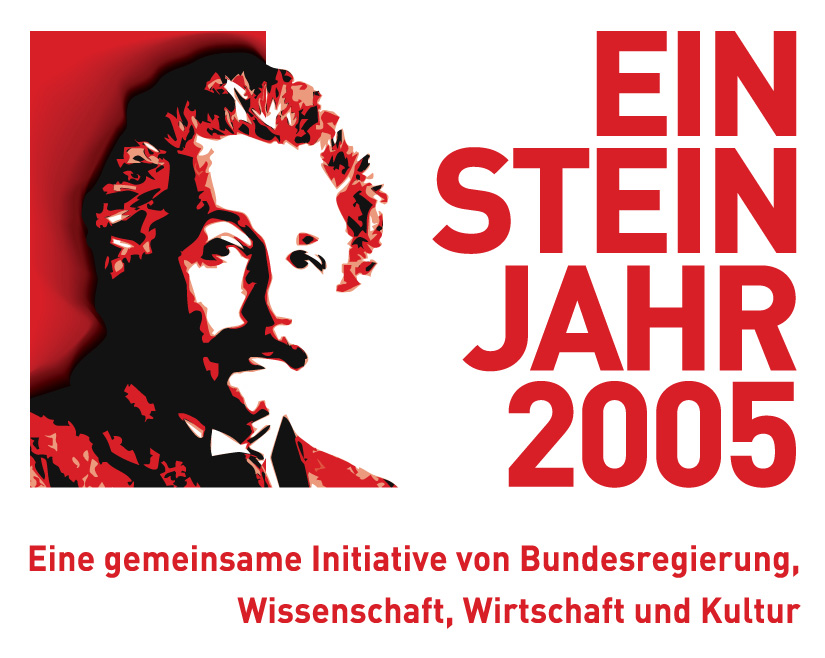 EIN
STEIN
JAHR
2005
Eine gemeinsame Initiative von Bundesregierung,
Wissenschaft, Wirtschaft und Kultur